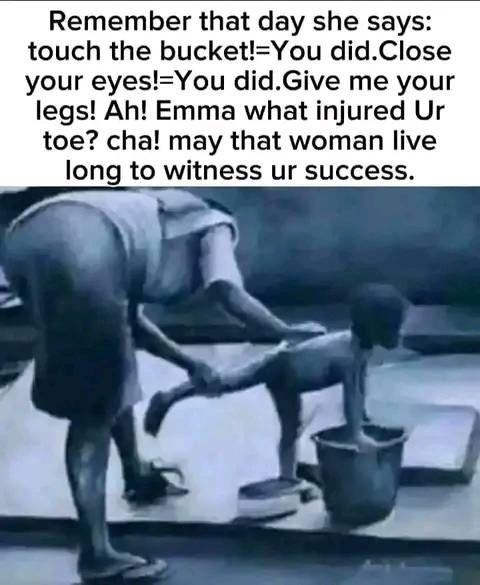 Remember that day she says:
touch the bucket!=You did.Close
your eyes!=You did.Give me your
legs! Ah! Emma what injured Ur
toe? cha! may that woman live
long to witness ur success.